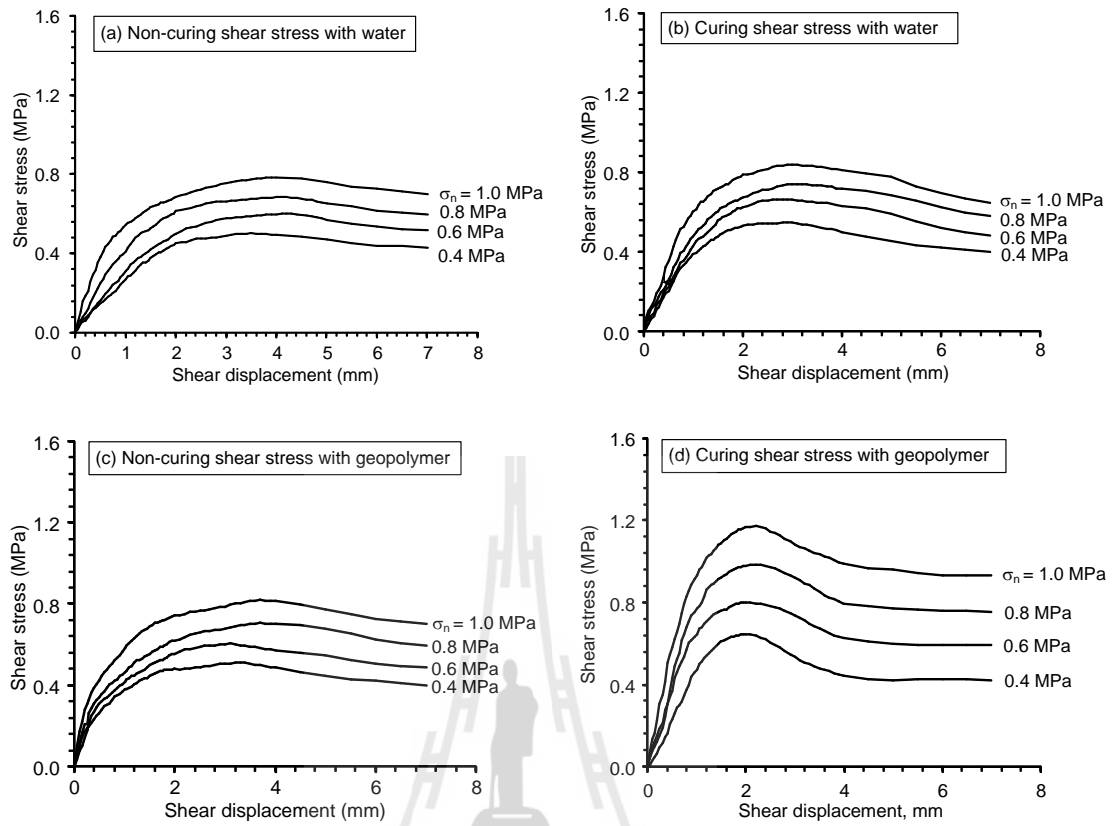 (a) Non-curing shear stress with water
Shear stress (MPa)
1.6
1.2
0.8
0.4
0.0
σn = 1.0 MPa
0.8 MPa
0.6 MPa
0.4 MPa
0 1 2 3 4 5 6 7 8
Shear displacement (mm)
(b) Curing shear stress with water
Shear stress (MPa)
1.6
1.2
0.8
0.4
0.0
σn = 1.0 MPa
0.8 MPa
0.6 MPa
0.4 MPa
0 2 4 6 8
Shear displacement (mm)
(c) Non-curing shear stress with geopolymer
Shear stress (MPa)
1.6
1.2
0.8
0.4
0.0
σn = 1.0 MPa
0.8 MPa
0.6 MPa
0.4 MPa
0 2 4 6 8
Shear displacement (mm)
(d) Curing shear stress with geopolymer
Shear stress (MPa)
1.6
1.2
0.8
0.4
0.0
σn = 1.0 MPa
0.8 MPa
0.6 MPa
0.4 MPa
0 2 4 6 8
Shear displacement, mm